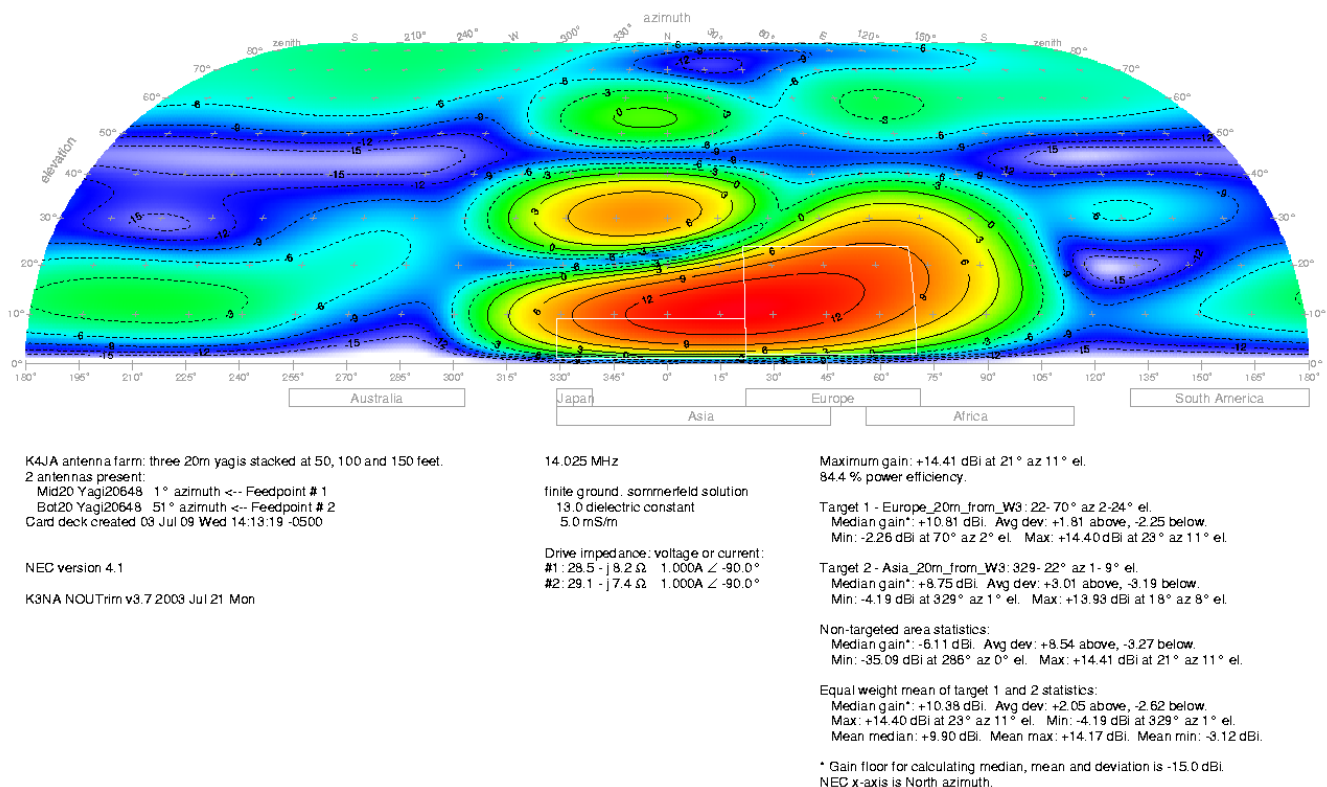 azimuth
zenith S 210° 240° W 300° 330° N 30° 60° E 120° 150° S zenith
80° 80°
70° 70°
60° 60°
50° 50°
40° 40°
30° 30°
20° 20°
10° 10°
0° 0°
elevation
180° 195° 210° 225° 240° 255° 270° 285° 300° 315° 330° 345° 0° 15° 30° 45° 60° 75° 90° 105° 120° 135° 150° 165° 180°
Australia Japan Europe South America
Asia Africa
K4JA antenna farm: three 20m yagis stacked at 50, 100 and 150 feet.
2 antennas present:
Mid20 Yagi20648 1° azimuth <-- Feedpoint # 1
Bot20 Yagi20648 51° azimuth <-- Feedpoint # 2
Card deck created 03 Jul 09 Wed 14:13:19 -0500
NEC version 4.1
K3NA NOUTrim v3.7 2003 Jul 21 Mon
14.025 MHz
finite ground. sommerfeld solution
13.0 dielectric constant
5.0 mS/m
Drive impedance: voltage or current:
#1: 28.5 - j 8.2 Ω 1.000A ∠ -90.0°
#2: 29.1 - j 7.4 Ω 1.000A ∠ -90.0°
Maximum gain: +14.41 dBi at 21° az 11° el.
84.4 % power efficiency.
Target 1 - Europe_20m_from_W3: 22- 70° az 2-24° el.
Median gain*: +10.81 dBi. Avg dev: +1.81 above, -2.25 below.
Min: -2.26 dBi at 70° az 2° el. Max: +14.40 dBi at 23° az 11° el.
Target 2 - Asia_20m_from_W3: 329- 22° az 1- 9° el.
Median gain*: +8.75 dBi. Avg dev: +3.01 above, -3.19 below.
Min: -4.19 dBi at 329° az 1° el. Max: +13.93 dBi at 18° az 8° el.
Non-targeted area statistics:
Median gain*: -6.11 dBi. Avg dev: +8.54 above, -3.27 below.
Min: -35.09 dBi at 286° az 0° el. Max: +14.41 dBi at 21° az 11° el.
Equal weight mean of target 1 and 2 statistics:
Median gain*: +10.38 dBi. Avg dev: +2.05 above, -2.62 below.
Max: +14.40 dBi at 23° az 11° el. Min: -4.19 dBi at 329° az 1° el.
Mean median: +9.90 dBi. Mean max: +14.17 dBi. Mean min: -3.12 dBi.
* Gain floor for calculating median, mean and deviation is -15.0 dBi.
NEC x-axis is North azimuth.